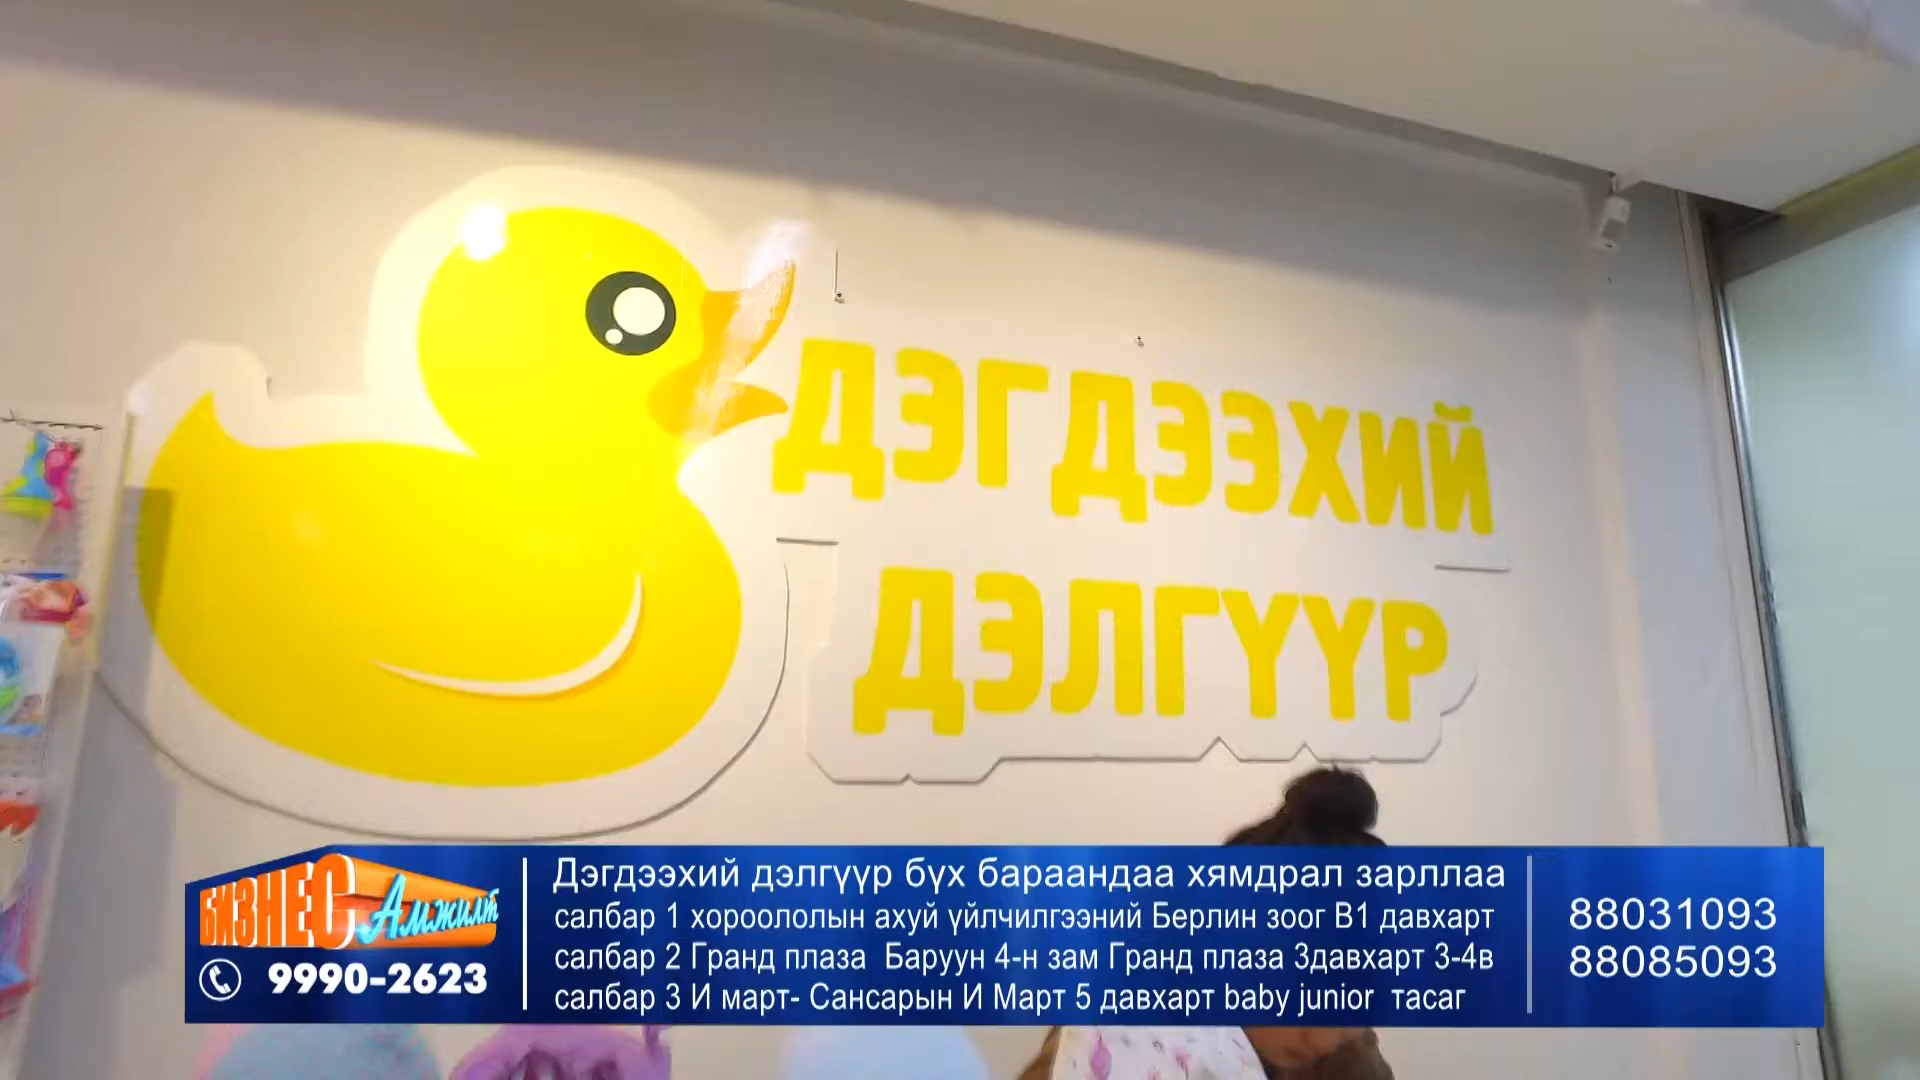 ДЭГДЭЭХИЙ
ДЭЛГҮҮР
БИЗНЕС
Амжилт
9990-2623
Дэгдээхий дэлгүүр бүх бараандаа хямдрал зарллаа
салбар 1 хороололын ахуй үйлчилгээний Берлин зоог B1 давхарт
салбар 2 Гранд плаза Баруун 4-н зам Гранд плаза 3давхарт 3-4в
салбар 3 И март- Сансарын И Март 5 давхарт baby junior тасаг
88031093
88085093